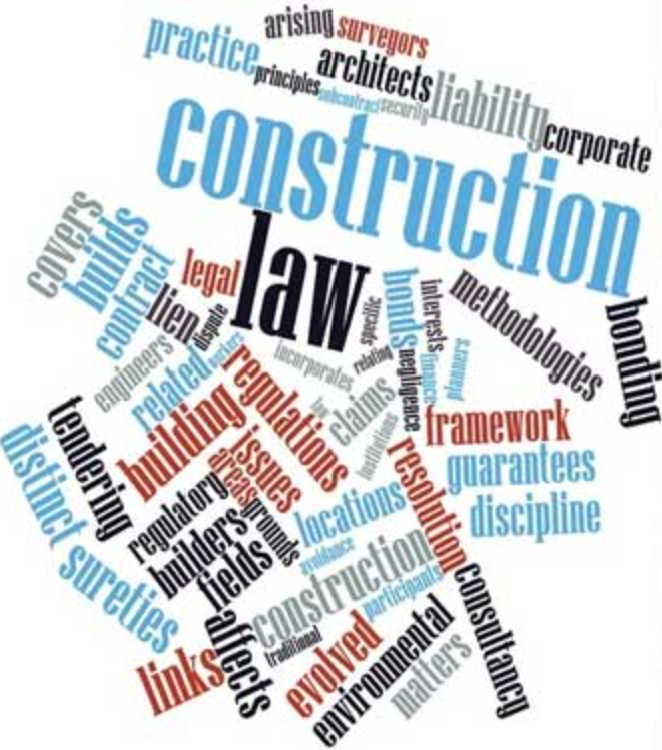 arising
surveyors
practice
principles
architects
subcontract
security
liability
corporate
construction
covers
builds
contract
legal
law
lien
dispute
specific
bonds
interests
methodologies
bonding
engineers
related
incorporates
relating
negligence
finance
planners
regulations
law
claims
institutions
framework
building
tendering
distinct
issues
areas
resolution
guarantees
discipline
regulatory
grounds
locations
builders
fields
avoidance
sureties
construction
participants
consultancy
affects
traditional
links
evolved
environmental
matters